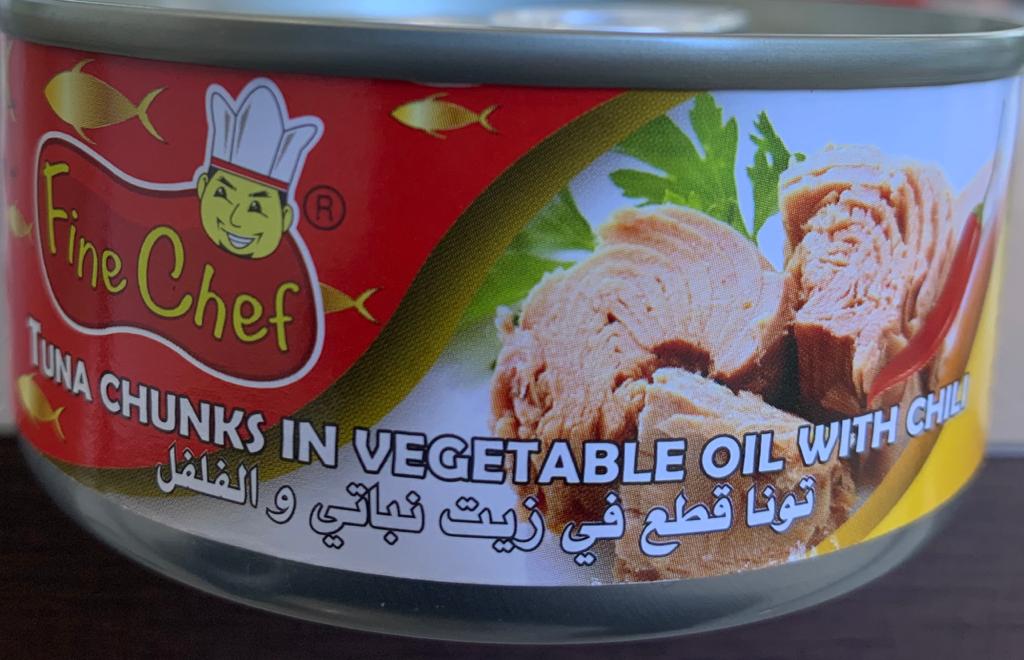 Fine Chef ®
TUNA CHUNKS IN VEGETABLE OIL WITH CHILI
تونا قطع في زيت نباتي و الفلفل